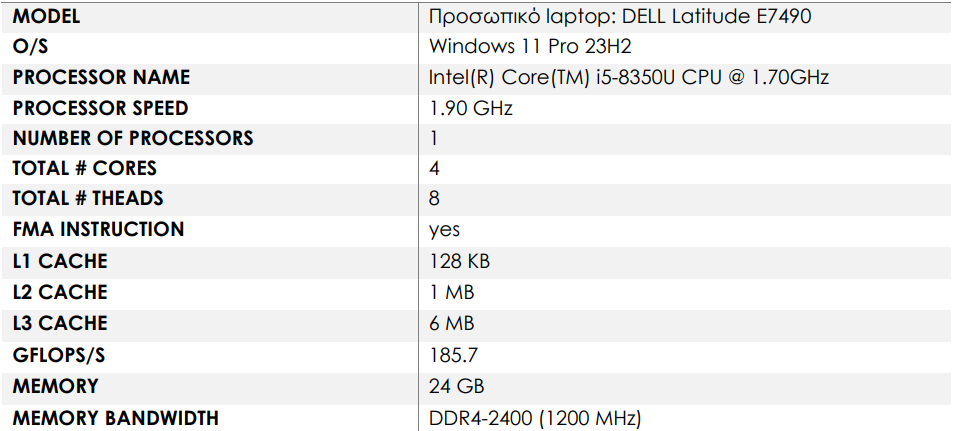 MODEL Προσωπικό laptop: DELL Latitude E7490
O/S Windows 11 Pro 23H2
PROCESSOR NAME Intel(R) Core(TM) i5-8350U CPU @ 1.70GHz
PROCESSOR SPEED 1.90 GHz
NUMBER OF PROCESSORS 1
TOTAL # CORES 4
TOTAL # THEADS 8
FMA INSTRUCTION yes
L1 CACHE 128 KB
L2 CACHE 1 MB
L3 CACHE 6 MB
GFLOPS/S 185.7
MEMORY 24 GB
MEMORY BANDWIDTH DDR4-2400 (1200 MHz)